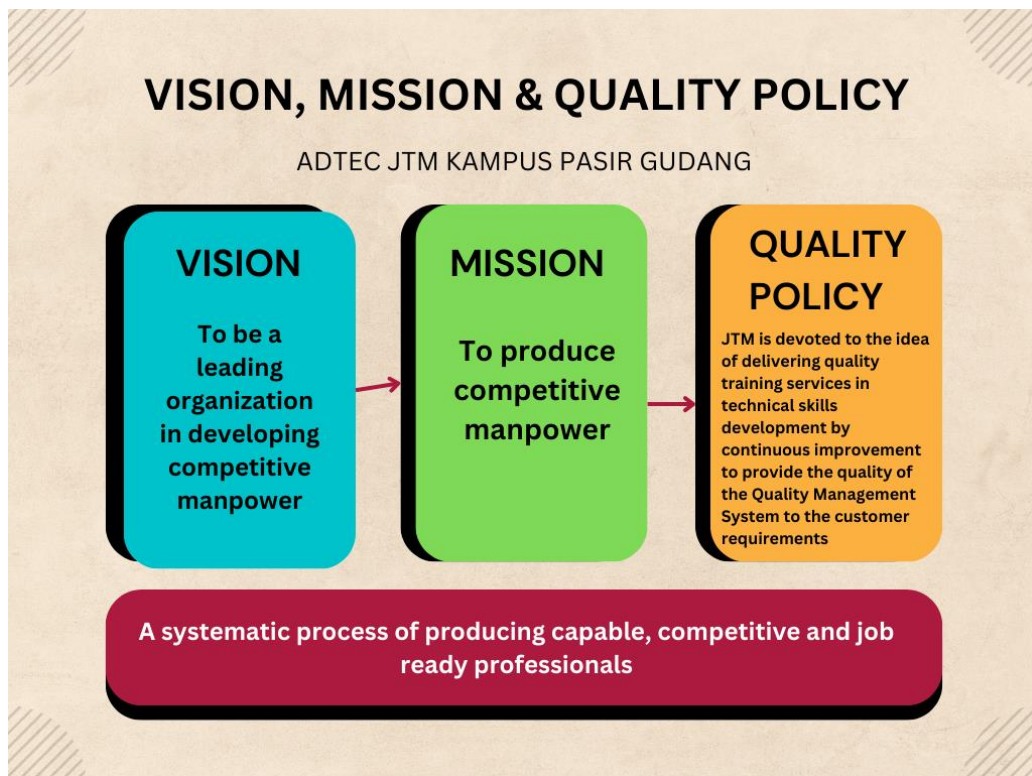 VISION, MISSION & QUALITY POLICY
ADTEC JTM KAMPUS PASIR GUDANG
VISION
To be a
leading
organization
in developing
competitive
manpower
MISSION
To produce
competitive
manpower
QUALITY
POLICY
JTM is devoted to the idea
of delivering quality
training services in
technical skills
development by
continuous improvement
to provide the quality of
the Quality Management
System to the customer
requirements
A systematic process of producing capable, competitive and job
ready professionals